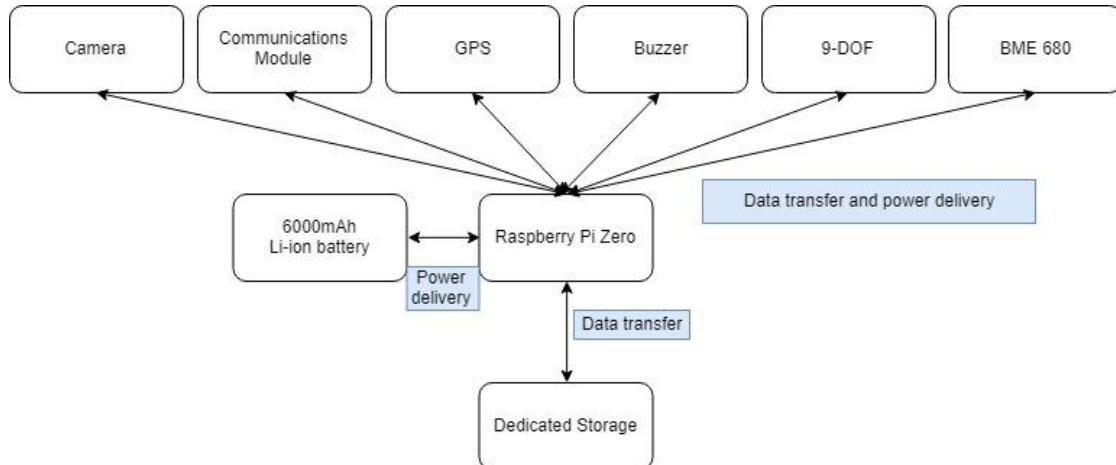 Camera
Communications
Module
GPS
Buzzer
9-DOF
BME 680
Data transfer and power delivery
6000mAh
Li-ion battery
Raspberry Pi Zero
Power
delivery
Data transfer
Dedicated Storage